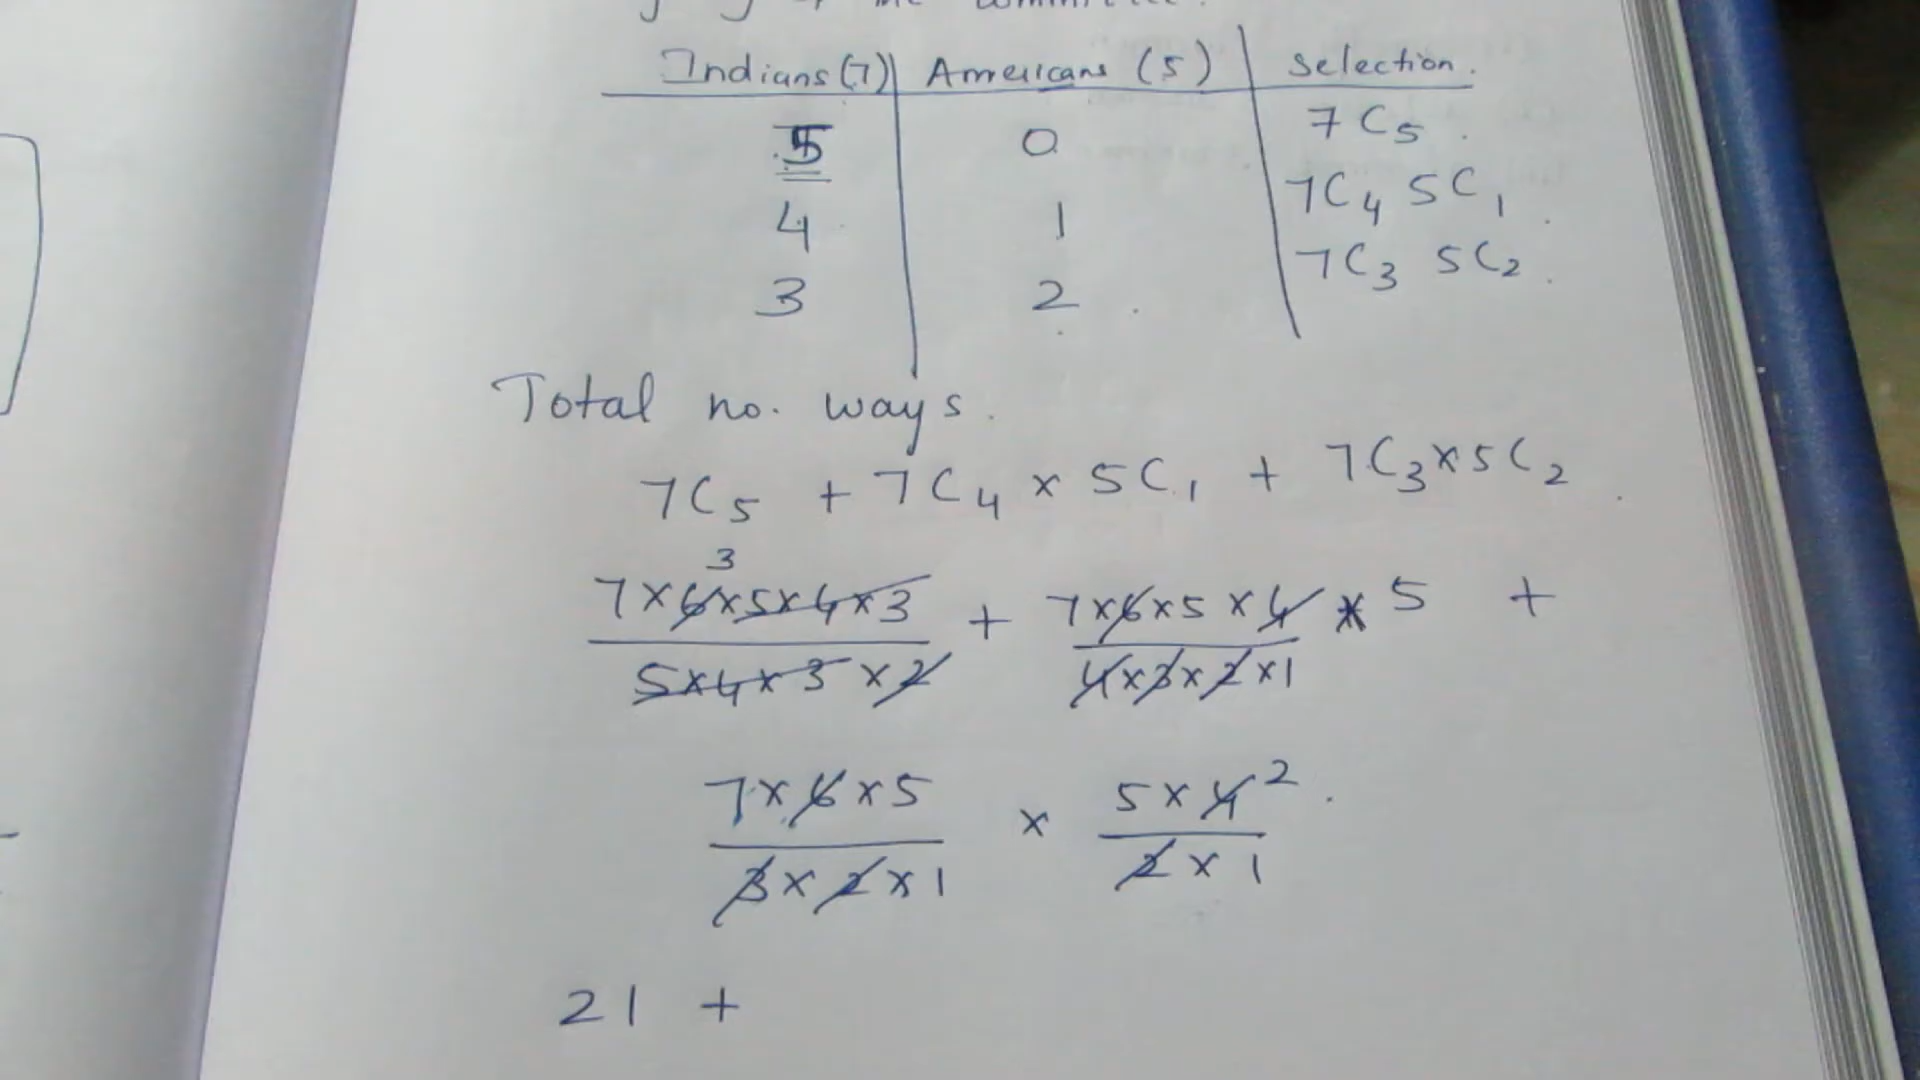 the committee.
Indians (7) Americans (5) Selection.
5 0 7C5
4 1 7C4 5C1
3 2 7C3 5C2
Total no. ways.
7C5 + 7C4 × 5C1 + 7C3×5C2
3
7×6×5×4×3 + 7×6×5×4 × 5 +
5×4×3×2 4×3×2×1
7×6×5 × 5×4 2
3×2×1 2×1
21 +